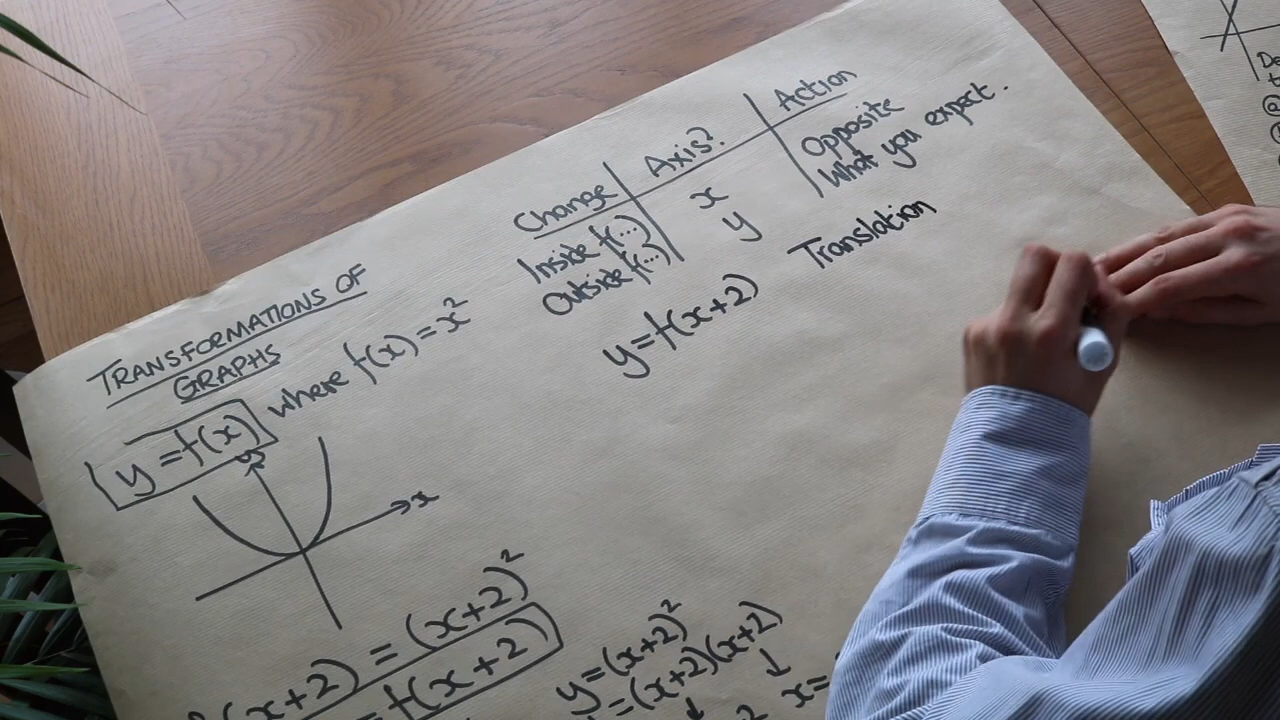 TRANSFORMATIONS OF
GRAPHS
y = f(x) where f(x) = x²
y
x
Change Axis? Action
Inside f(...) x Opposite
Outside f(...) y What you expect.
y = f(x+2) Translation
(x+2) = (x+2)²
= f(x+2)
y = (x+2)²
= (x+2)(x+2)
↓ ↓
x=